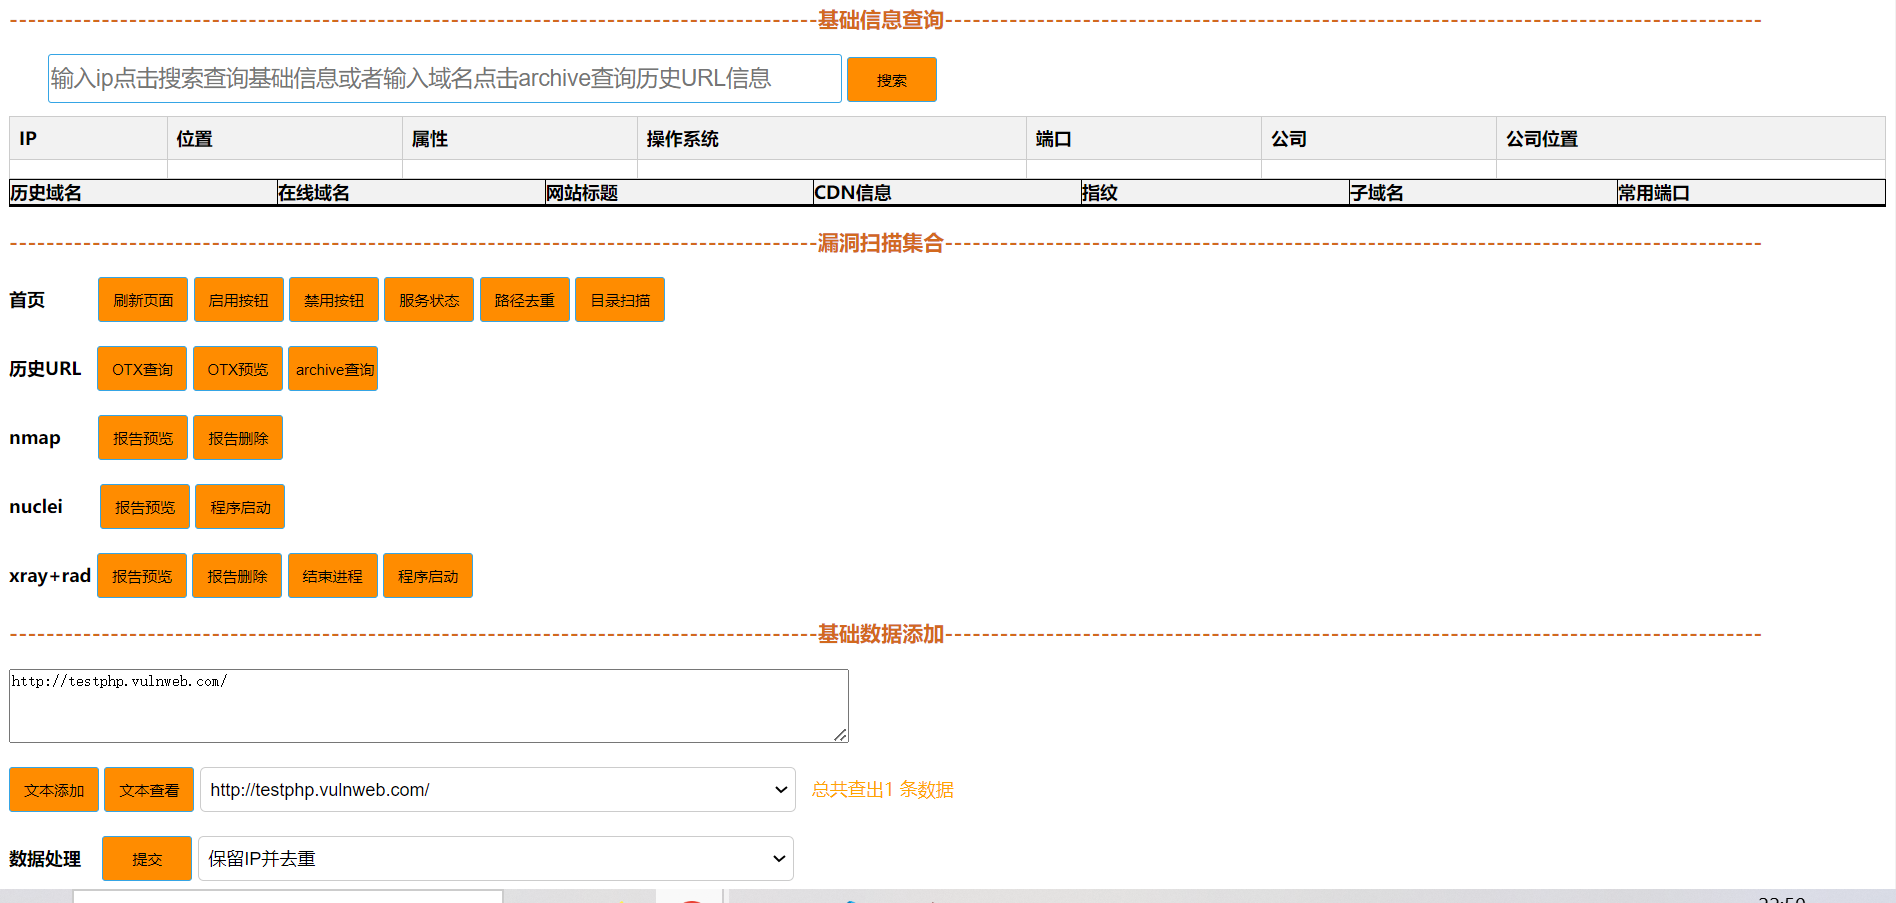 基础信息查询
输入ip点击搜索查询基础信息或者输入域名点击archive查询历史URL信息 搜索
IP 位置 属性 操作系统 端口 公司 公司位置
历史域名 在线域名 网站标题 CDN信息 指纹 子域名 常用端口
漏洞扫描集合
首页 刷新页面 启用按钮 禁用按钮 服务状态 路径去重 目录扫描
历史URL OTX查询 OTX预览 archive查询
nmap 报告预览 报告删除
nuclei 报告预览 程序启动
xray+rad 报告预览 报告删除 结束进程 程序启动
基础数据添加
http://testphp.vulnweb.com/
文本添加 文本查看 http://testphp.vulnweb.com/ 总共查出1 条数据
数据处理 提交 保留IP并去重